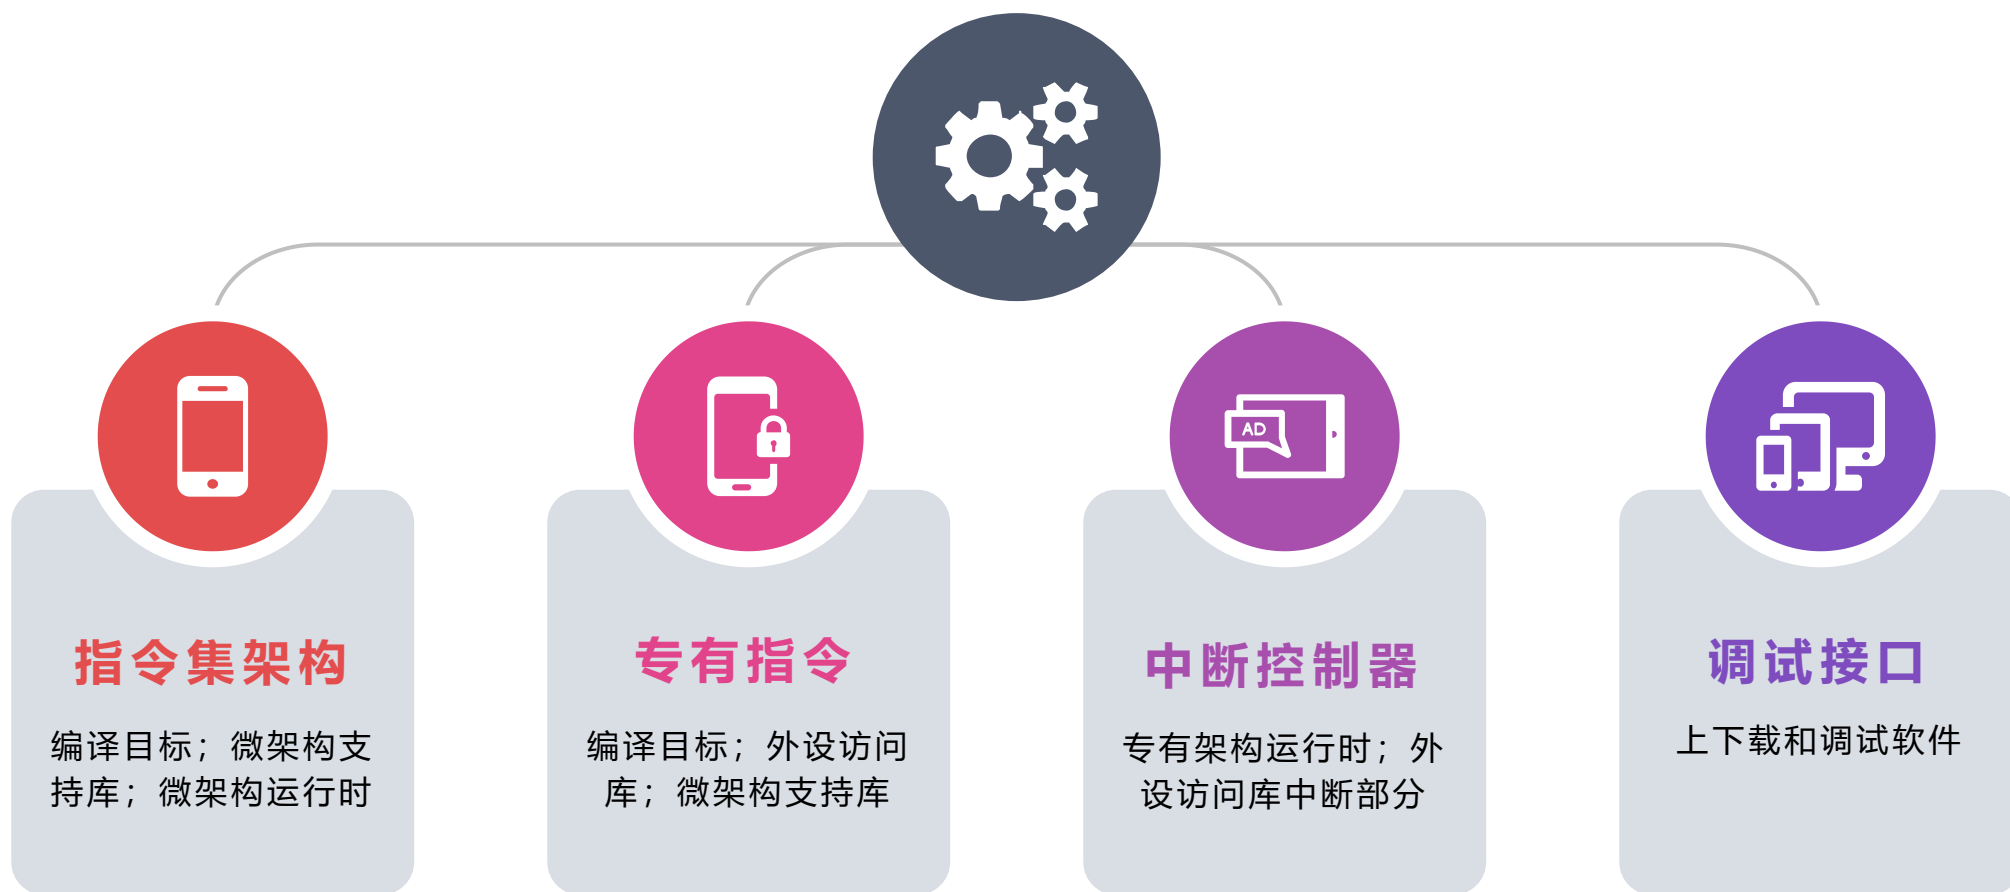 AD
指令集架构
编译目标；微架构支
持库；微架构运行时
专有指令
编译目标；外设访问
库；微架构支持库
中断控制器
专有架构运行时；外
设访问库中断部分
调试接口
上下载和调试软件